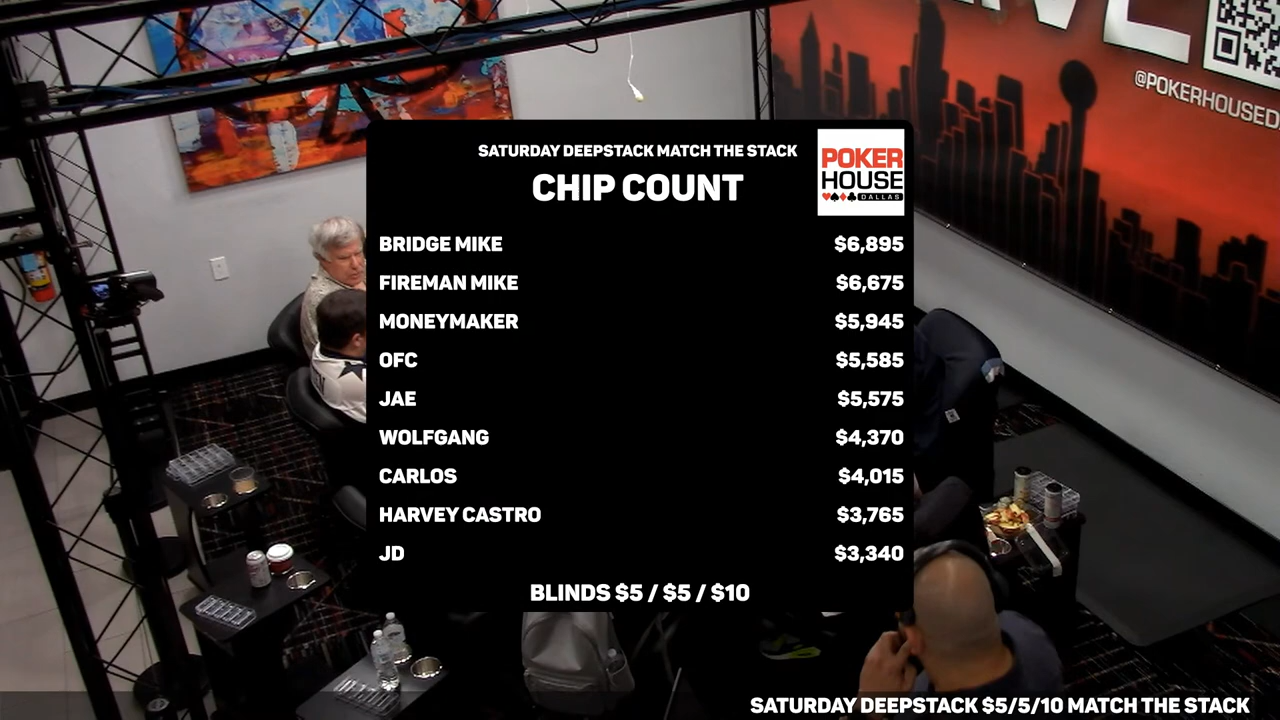 LIVE
@POKERHOUSED
SATURDAY DEEPSTACK MATCH THE STACK
CHIP COUNT
POKER
HOUSE
DALLAS
BRIDGE MIKE $6,895
FIREMAN MIKE $6,675
MONEYMAKER $5,945
OFC $5,585
JAE $5,575
WOLFGANG $4,370
CARLOS $4,015
HARVEY CASTRO $3,765
JD $3,340
BLINDS $5 / $5 / $10
SATURDAY DEEPSTACK $5/5/10 MATCH THE STACK